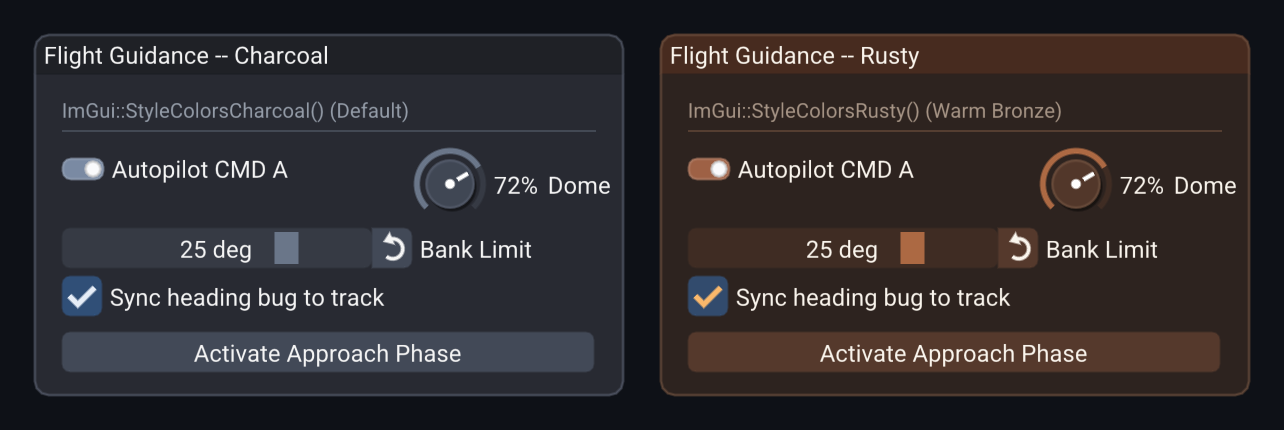 Flight Guidance -- Charcoal
ImGui::StyleColorsCharcoal() (Default)
Autopilot CMD A
72% Dome
25 deg Bank Limit
Sync heading bug to track
Activate Approach Phase
Flight Guidance -- Rusty
ImGui::StyleColorsRusty() (Warm Bronze)
Autopilot CMD A
72% Dome
25 deg Bank Limit
Sync heading bug to track
Activate Approach Phase